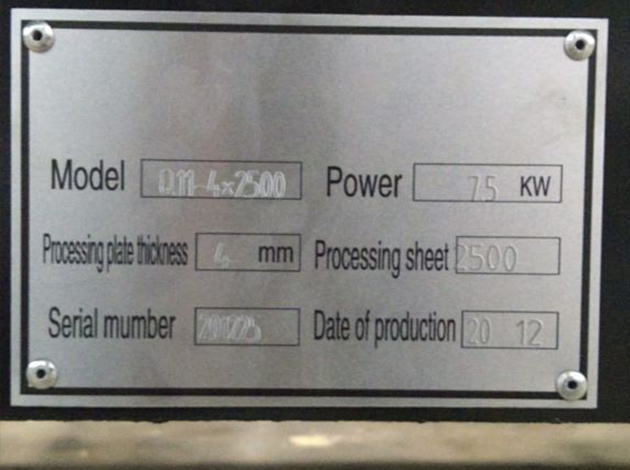 Model Q11-4×2500 Power 7.5 KW
Processing plate thickness 4 mm Processing sheet 2500
Serial mumber 201225 Date of production 20 12